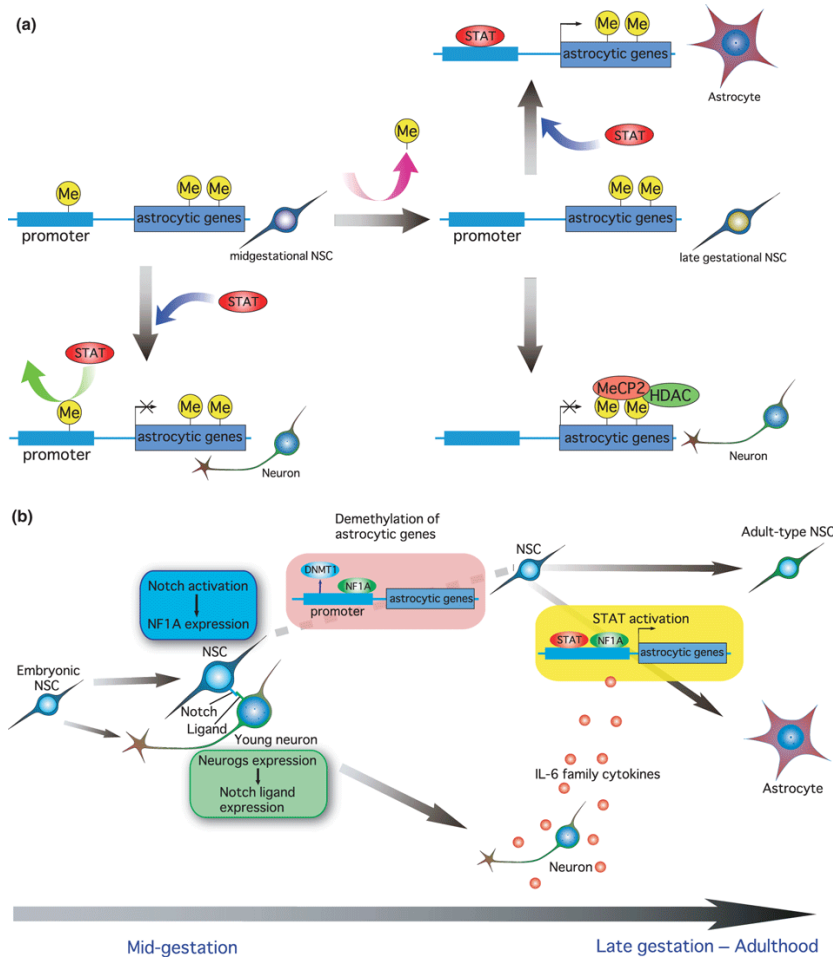 (a)
STAT
Me Me
astrocytic genes
Astrocyte
Me
STAT
Me
Me Me
astrocytic genes
promoter
midgestational NSC
Me Me
astrocytic genes
promoter
late gestational NSC
STAT
STAT
Me
Me Me
astrocytic genes
promoter
Neuron
MeCP2
HDAC
Me Me
astrocytic genes
Neuron
(b)
Demethylation of
astrocytic genes
DNMT1
NF1A
promoter
astrocytic genes
NSC
Adult-type NSC
Notch activation
NF1A expression
STAT activation
STAT
NF1A
astrocytic genes
Embryonic
NSC
NSC
Notch
Ligand
Young neuron
Neurogs expression
Notch ligand
expression
IL-6 family cytokines
Astrocyte
Neuron
Mid-gestation
Late gestation – Adulthood